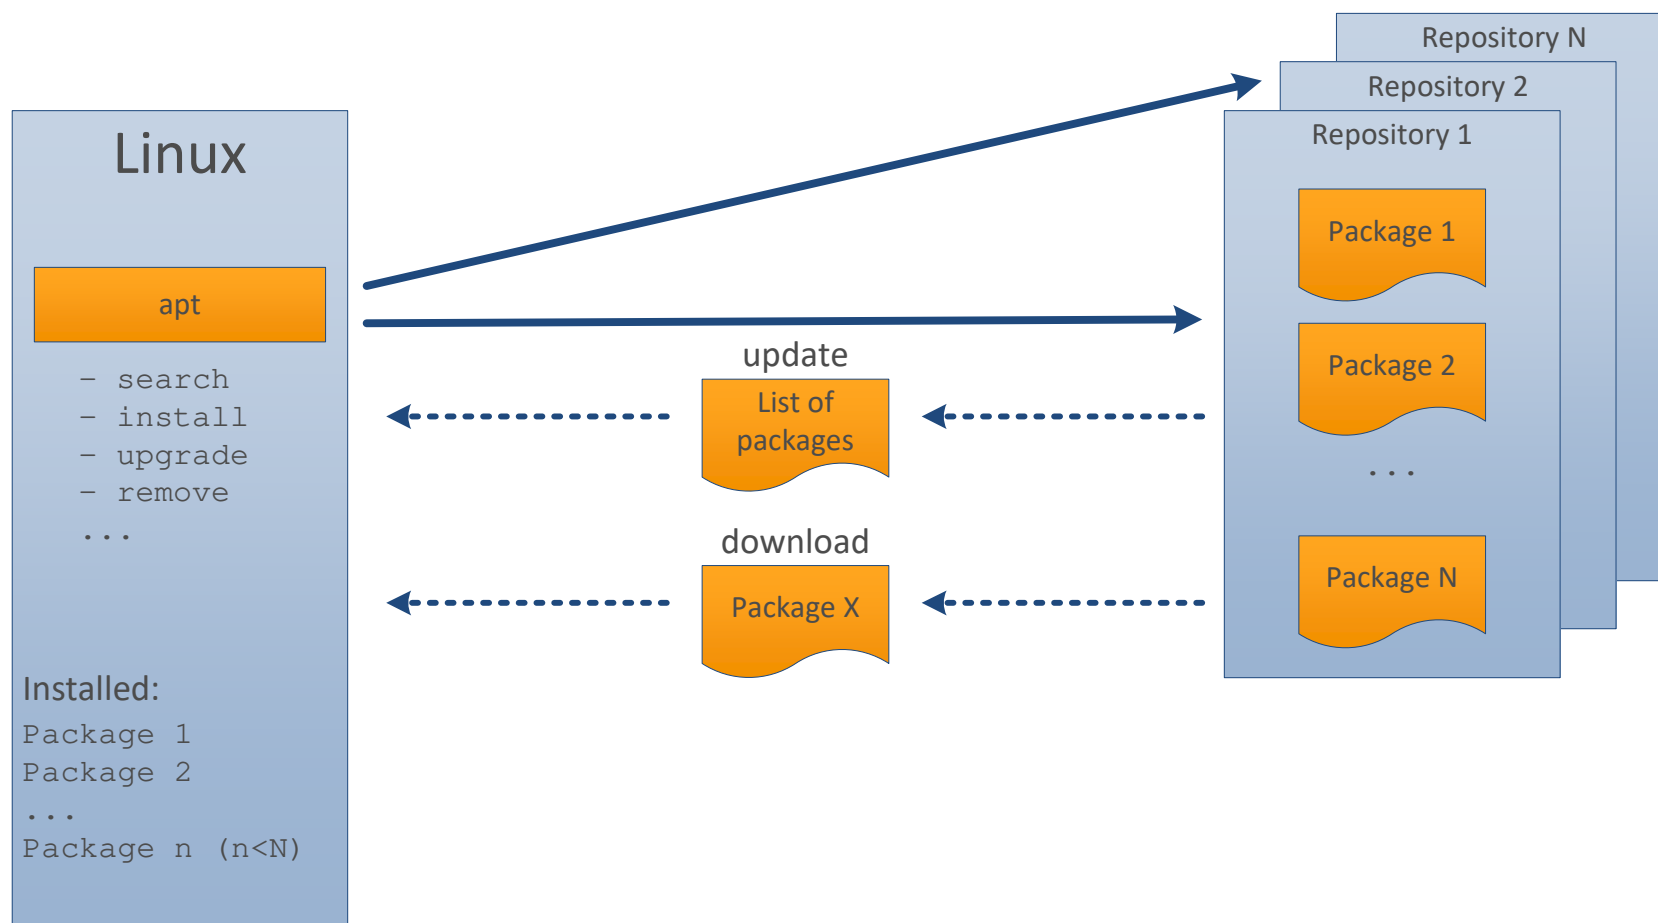 Linux
apt
- search
- install
- upgrade
- remove
...
Installed:
Package 1
Package 2
...
Package n (n<N)
update
List of
packages
download
Package X
Repository N
Repository 2
Repository 1
Package 1
Package 2
...
Package N